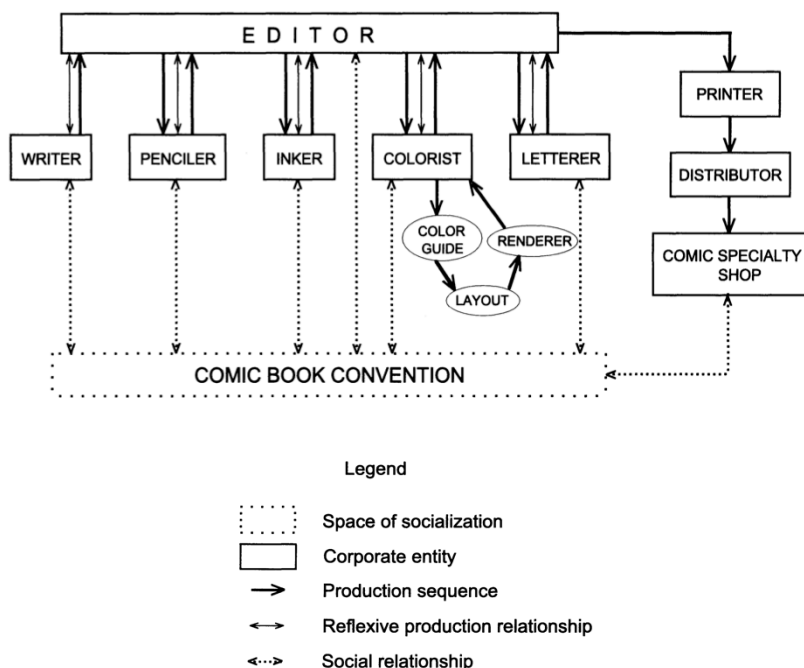 E D I T O R
PRINTER
WRITER
PENCILER
INKER
COLORIST
LETTERER
DISTRIBUTOR
COLOR
GUIDE
RENDERER
LAYOUT
COMIC SPECIALTY
SHOP
COMIC BOOK CONVENTION
Legend
Space of socialization
Corporate entity
Production sequence
Reflexive production relationship
Social relationship